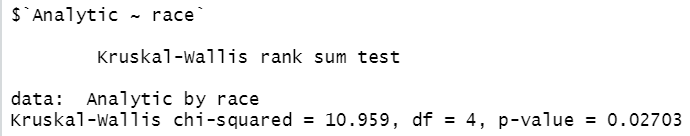 $`Analytic ~ race`
Kruskal-Wallis rank sum test
data:  Analytic by race
Kruskal-Wallis chi-squared = 10.959, df = 4, p-value = 0.02703